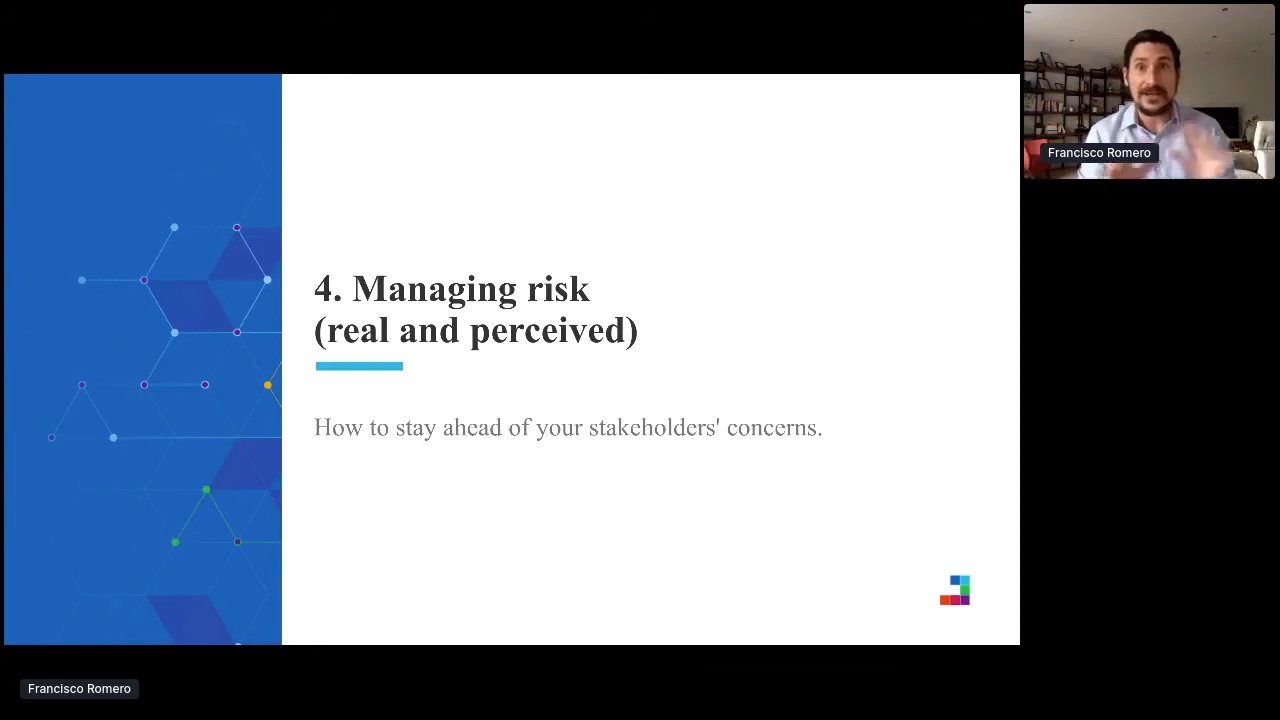 Francisco Romero
4. Managing risk
(real and perceived)
How to stay ahead of your stakeholders' concerns.
Francisco Romero